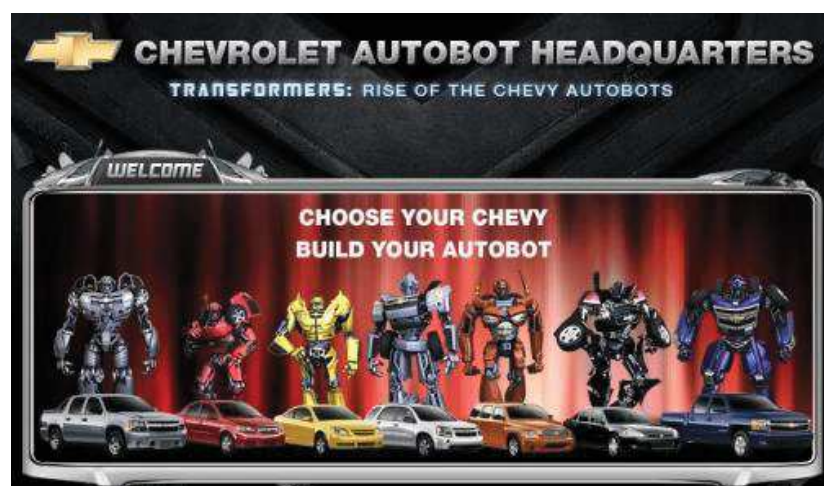 CHEVROLET AUTOBOT HEADQUARTERS
TRANSFORMERS: RISE OF THE CHEVY AUTOBOTS
WELCOME
CHOOSE YOUR CHEVY
BUILD YOUR AUTOBOT